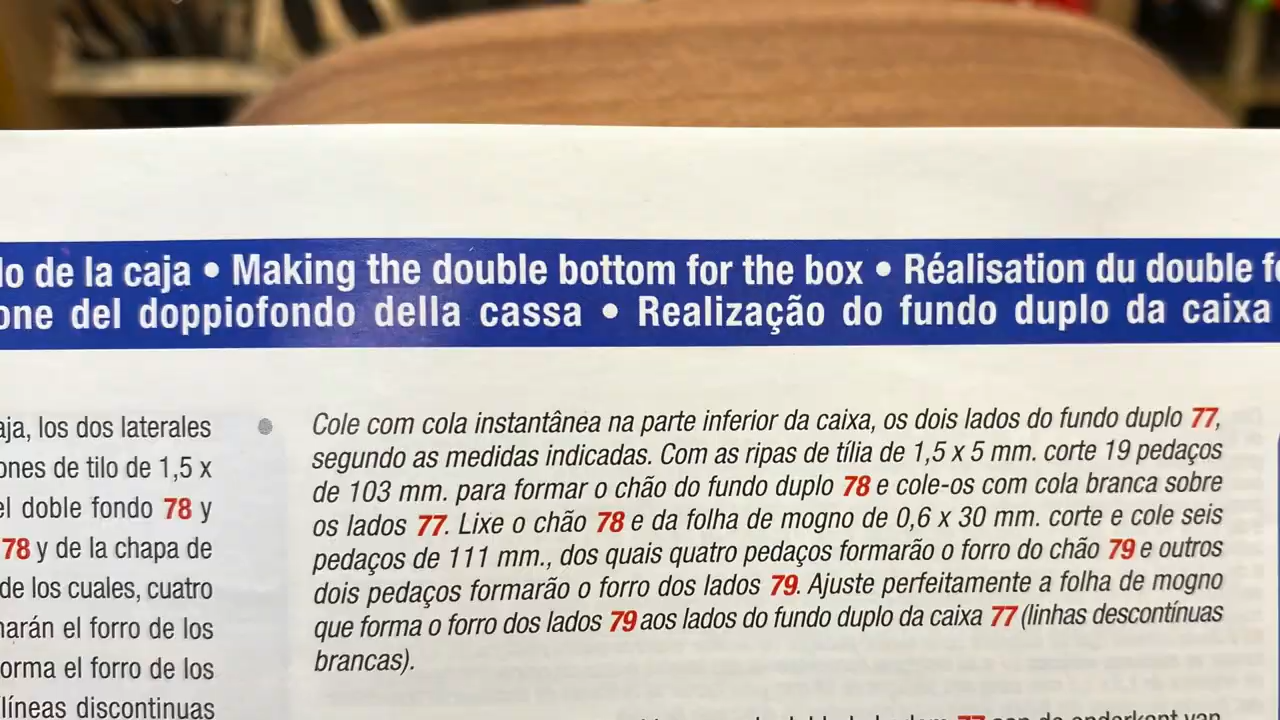 de la caja • Making the double bottom for the box • Réalisation du double
del doppiofondo della cassa • Realização do fundo duplo da caixa
los dos laterales
de tilo de 1,5 x
doble fondo 78 y
78 y de la chapa de
de los cuales, cuatro
el forro de los
el forro de los
líneas discontinuas
● Cole com cola instantânea na parte inferior da caixa, os dois lados do fundo duplo 77,
segundo as medidas indicadas. Com as ripas de tília de 1,5 x 5 mm. corte 19 pedaços
de 103 mm. para formar o chão do fundo duplo 78 e cole-os com cola branca sobre
os lados 77. Lixe o chão 78 e da folha de mogno de 0,6 x 30 mm. corte e cole seis
pedaços de 111 mm., dos quais quatro pedaços formarão o forro do chão 79 e outros
dois pedaços formarão o forro dos lados 79. Ajuste perfeitamente a folha de mogno
que forma o forro dos lados 79 aos lados do fundo duplo da caixa 77 (linhas descontínuas
brancas).